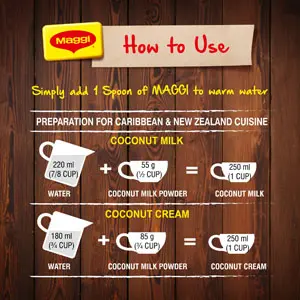 Maggi
How to Use
Simply add 1 Spoon of MAGGI to warm water
PREPARATION FOR CARIBBEAN & NEW ZEALAND CUISINE
COCONUT MILK
220 ml
(7/8 CUP)
+
55 g
(½ CUP)
=
250 ml
(1 CUP)
WATER
COCONUT MILK POWDER
COCONUT MILK
COCONUT CREAM
180 ml
(¾ CUP)
+
85 g
(¾ CUP)
=
250 ml
(1 CUP)
WATER
COCONUT MILK POWDER
COCONUT CREAM